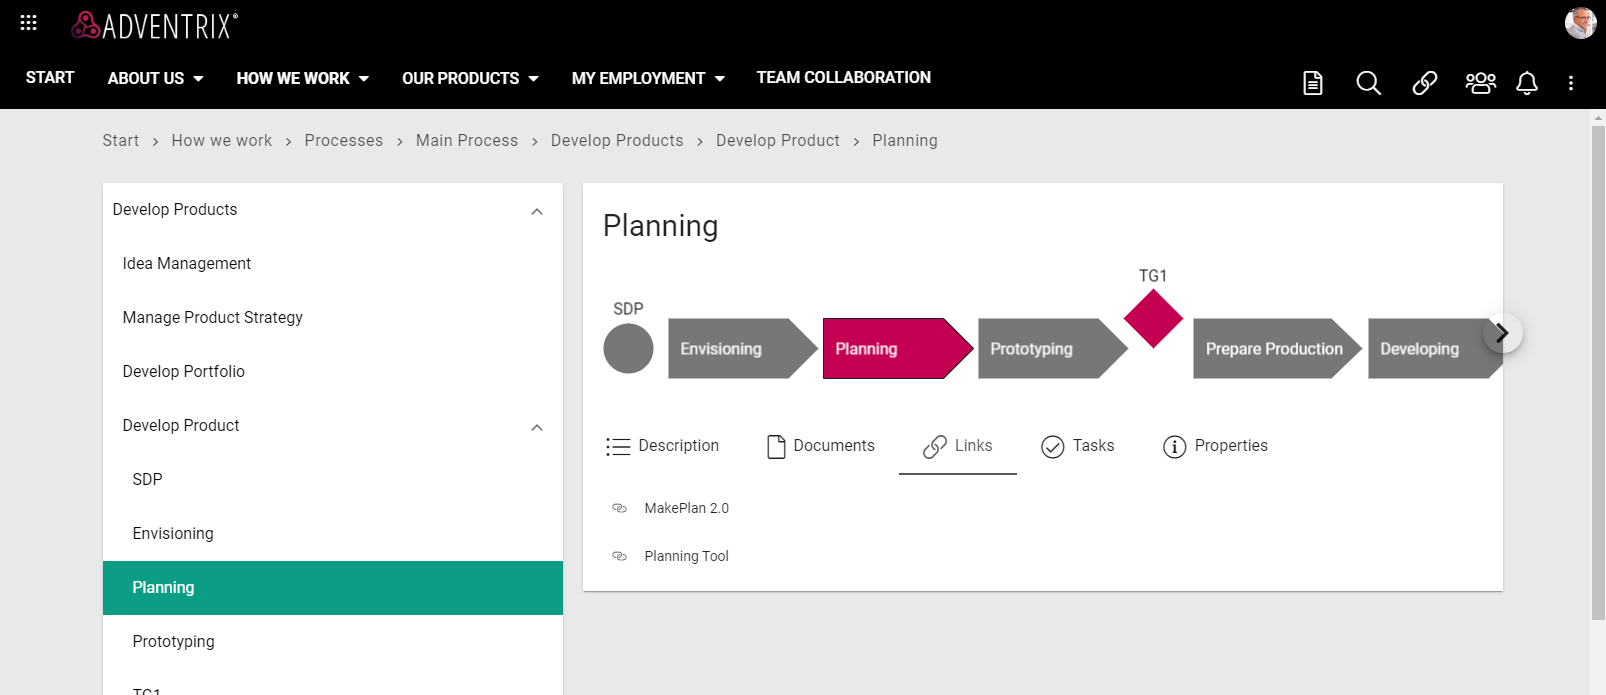 ADVENTRIX®
START ABOUT US HOW WE WORK OUR PRODUCTS MY EMPLOYMENT TEAM COLLABORATION
Start > How we work > Processes > Main Process > Develop Products > Develop Product > Planning
Develop Products
Idea Management
Manage Product Strategy
Develop Portfolio
Develop Product
SDP
Envisioning
Planning
Prototyping
TG1
Planning
TG1
SDP
Envisioning Planning Prototyping Prepare Production Developing
Description Documents Links Tasks Properties
MakePlan 2.0
Planning Tool